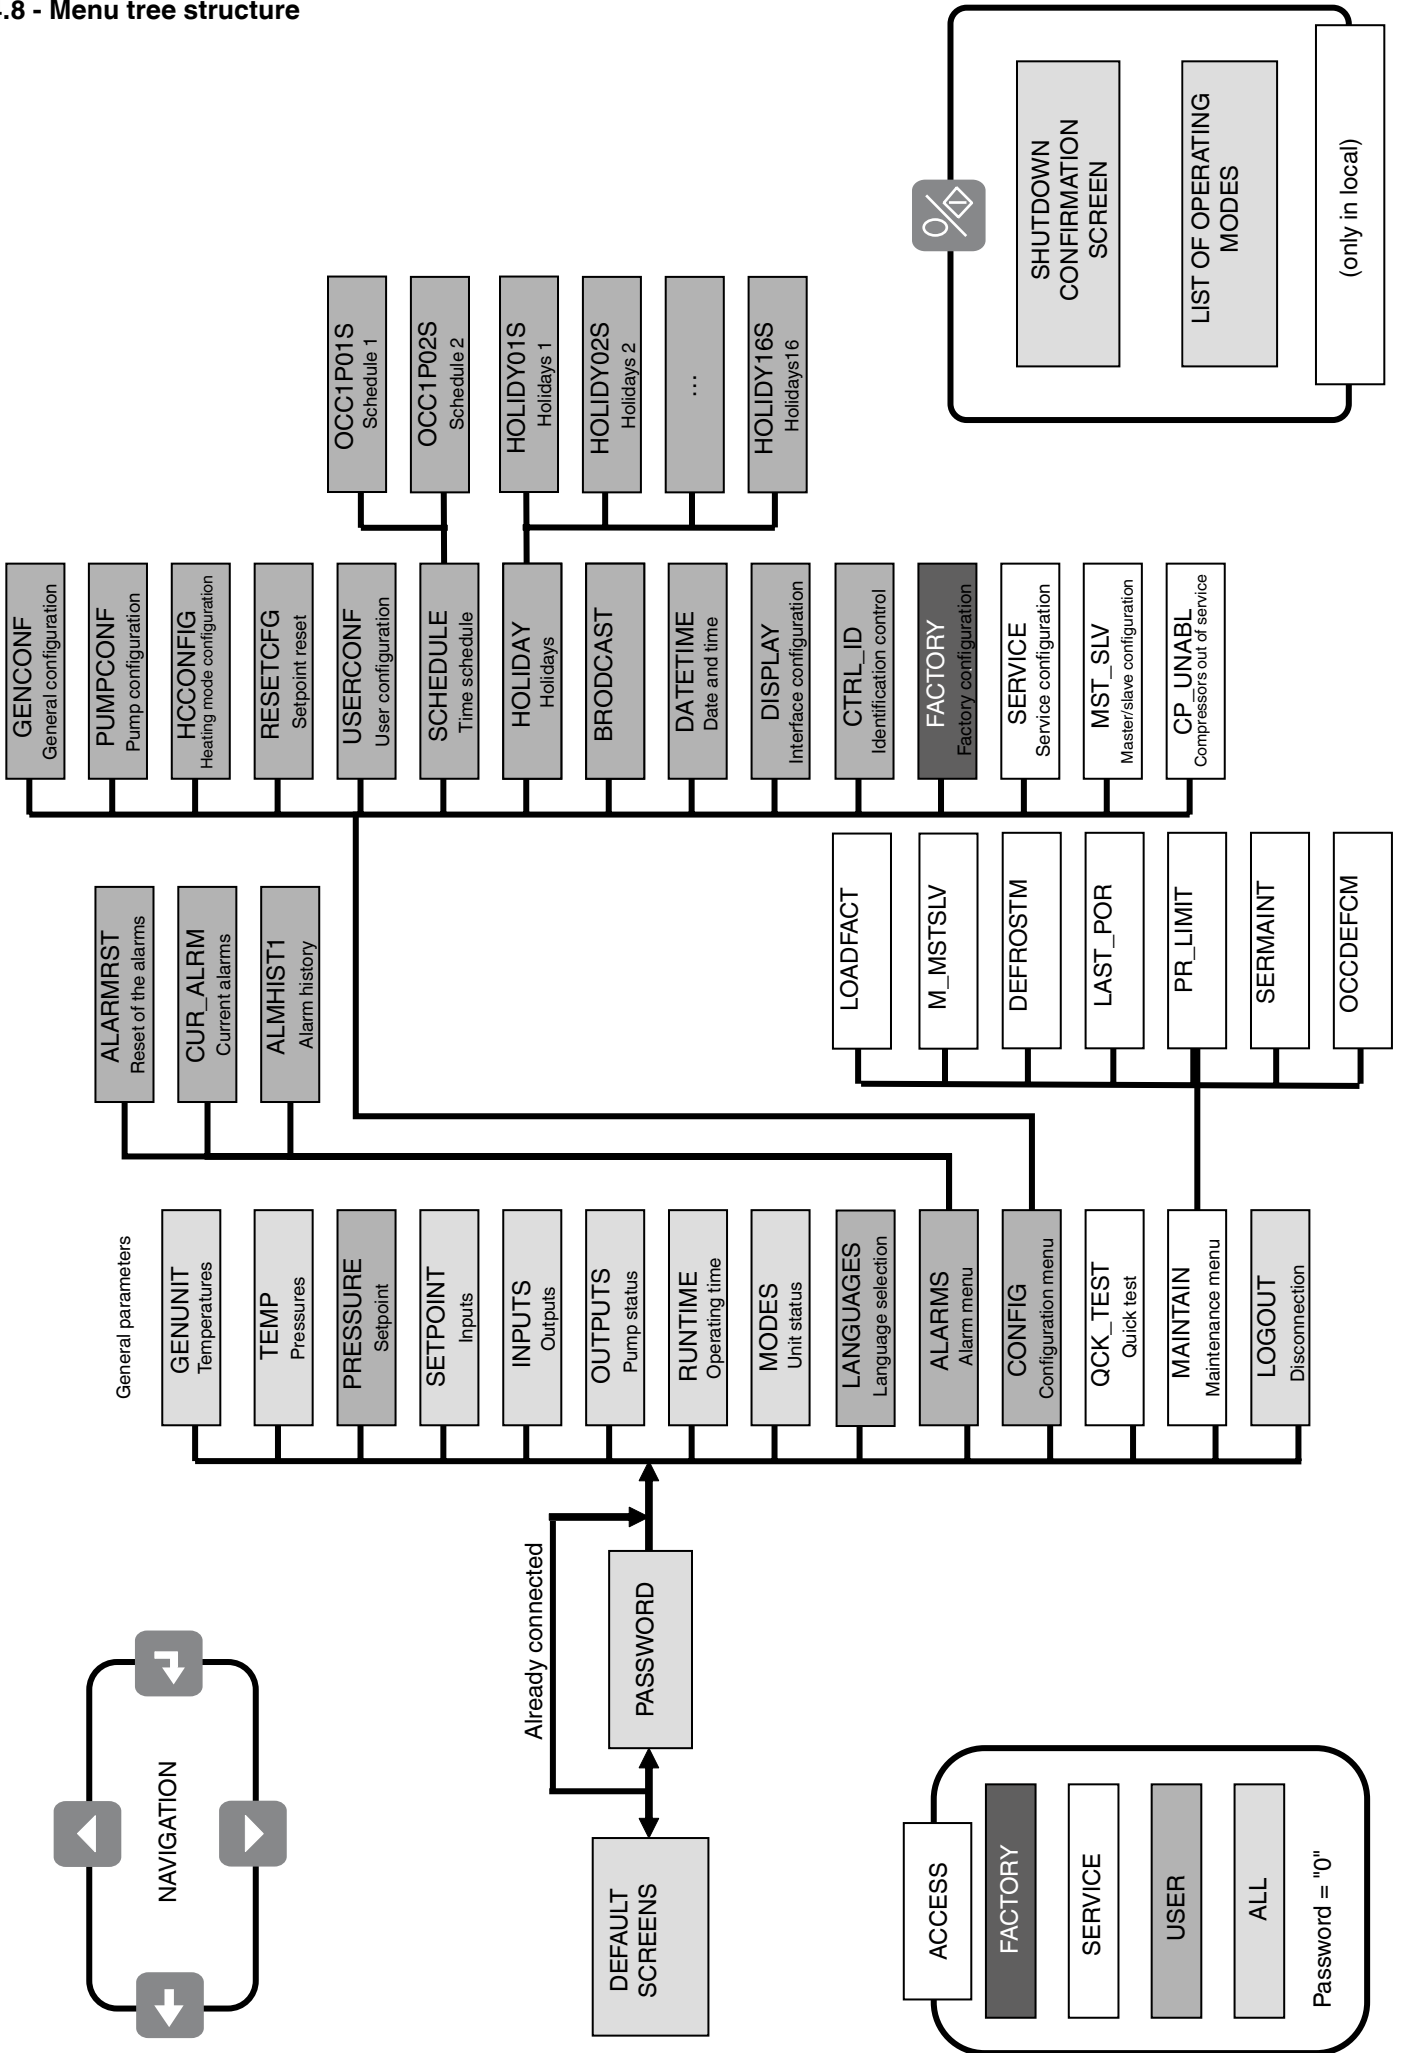 .8 - Menu tree structure
NAVIGATION
DEFAULT
SCREENS
Already connected
PASSWORD
General parameters
GENUNIT
Temperatures
TEMP
Pressures
PRESSURE
Setpoint
SETPOINT
Inputs
INPUTS
Outputs
OUTPUTS
Pump status
RUNTIME
Operating time
MODES
Unit status
LANGUAGES
Language selection
ALARMS
Alarm menu
CONFIG
Configuration menu
QCK_TEST
Quick test
MAINTAIN
Maintenance menu
LOGOUT
Disconnection
ALARMRST
Reset of the alarms
CUR_ALRM
Current alarms
ALMHIST1
Alarm history
LOADFACT
M_MSTSLV
DEFROSTM
LAST_POR
PR_LIMIT
SERMAINT
OCCDEFCM
GENCONF
General configuration
PUMPCONF
Pump configuration
HCCONFIG
Heating mode configuration
RESETCFG
Setpoint reset
USERCONF
User configuration
SCHEDULE
Time schedule
HOLIDAY
Holidays
BRODCAST
DATETIME
Date and time
DISPLAY
Interface configuration
CTRL_ID
Identification control
FACTORY
Factory configuration
SERVICE
Service configuration
MST_SLV
Master/slave configuration
CP_UNABL
Compressors out of service
OCC1P01S
Schedule 1
OCC1P02S
Schedule 2
HOLIDY01S
Holidays 1
HOLIDY02S
Holidays 2
...
HOLIDY16S
Holidays16
ACCESS
FACTORY
SERVICE
USER
ALL
Password = "0"
SHUTDOWN
CONFIRMATION
SCREEN
LIST OF OPERATING
MODES
(only in local)